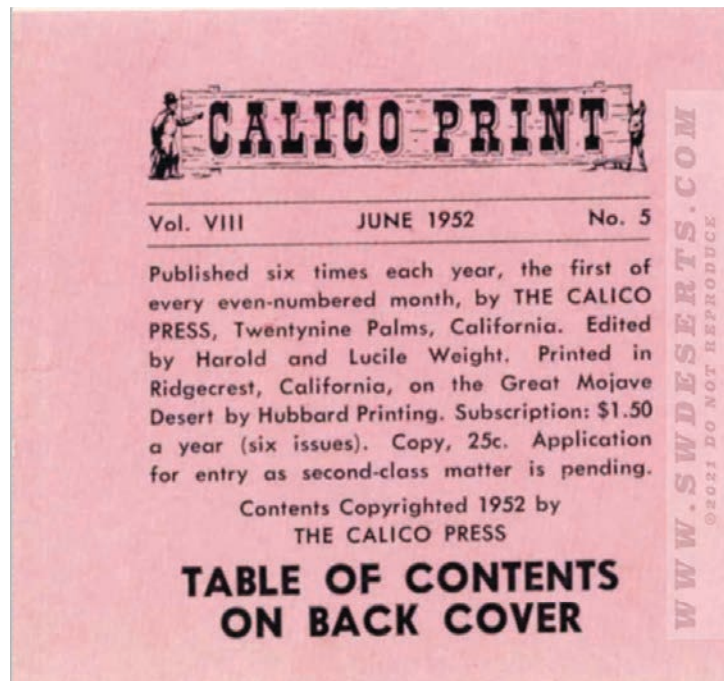 CALICO PRINT
Vol. VIII JUNE 1952 No. 5
Published six times each year, the first of
every even-numbered month, by THE CALICO
PRESS, Twentynine Palms, California. Edited
by Harold and Lucile Weight. Printed in
Ridgecrest, California, on the Great Mojave
Desert by Hubbard Printing. Subscription: $1.50
a year (six issues). Copy, 25c. Application
for entry as second-class matter is pending.
Contents Copyrighted 1952 by
THE CALICO PRESS
TABLE OF CONTENTS
ON BACK COVER
WWW.SWDESERTS.COM
©2021 DO NOT REPRODUCE